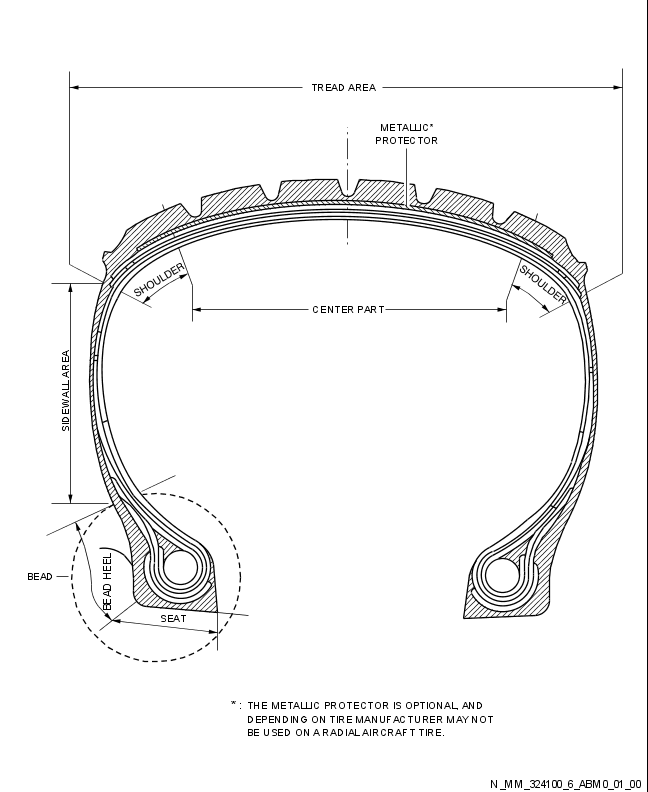 TREAD AREA
METALLIC*
PROTECTOR
SHOULDER
SHOULDER
CENTER PART
SIDEWALL AREA
BEAD
BEAD HEEL
SEAT
* : THE METALLIC PROTECTOR IS OPTIONAL, AND
DEPENDING ON TIRE MANUFACTURER MAY NOT
BE USED ON A RADIAL AIRCRAFT TIRE.
N_MM_324100_6_ABM0_01_00